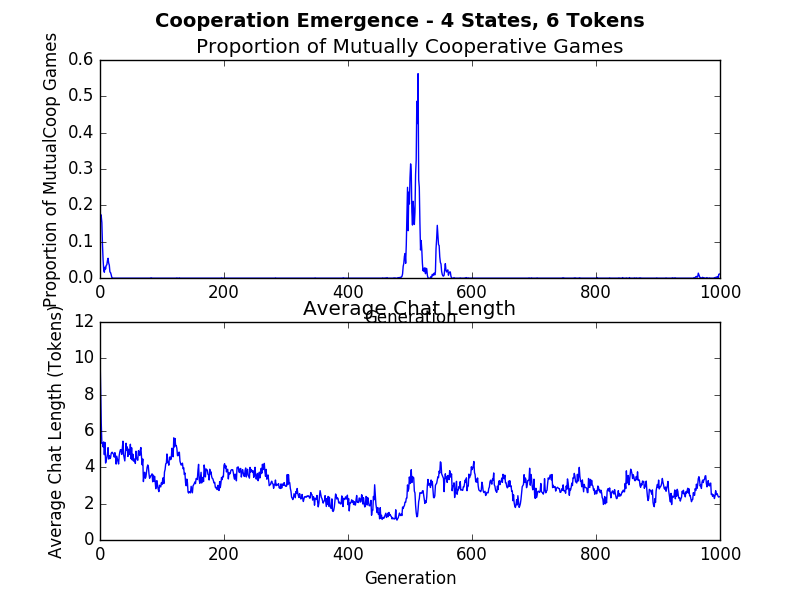 Cooperation Emergence - 4 States, 6 Tokens
Proportion of Mutually Cooperative Games
Proportion of MutualCoop Games
0.6
0.5
0.4
0.3
0.2
0.1
0.0
0 200 400 600 800 1000
Generation
Average Chat Length
Average Chat Length (Tokens)
12
10
8
6
4
2
0
0 200 400 600 800 1000
Generation